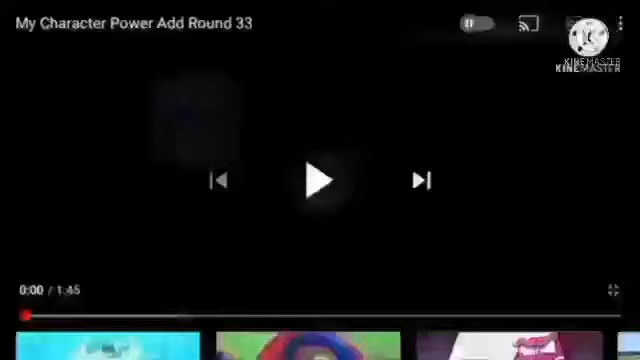 My Character Power Add Round 33
KINEMASTER
KINEMASTER
0:00 / 1:45